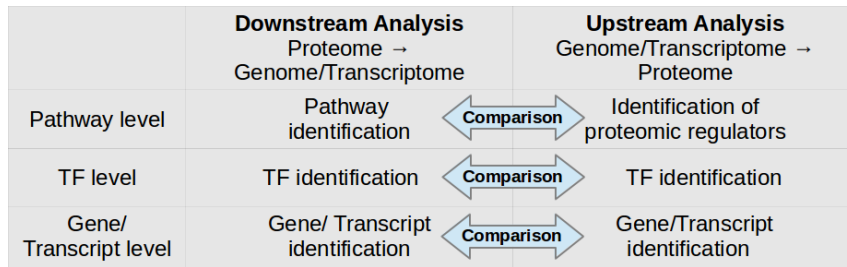 Downstream Analysis
Proteome →
Genome/Transcriptome
Upstream Analysis
Genome/Transcriptome →
Proteome
Pathway level
Pathway
identification
Comparison
Identification of
proteomic regulators
TF level
TF identification
Comparison
TF identification
Gene/
Transcript level
Gene/ Transcript
identification
Comparison
Gene/Transcript
identification